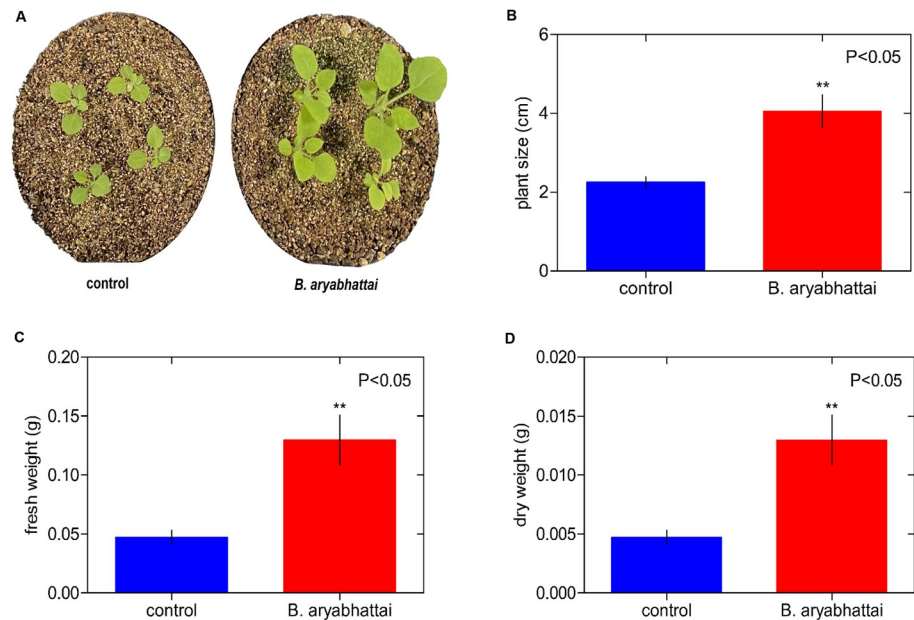 A
control
B. aryabhattai
B
6
4
2
0
plant size (cm)
P<0.05
**
control
B. aryabhattai
C
0.20
0.15
0.10
0.05
0.00
fresh weight (g)
P<0.05
**
control
B. aryabhattai
D
0.020
0.015
0.010
0.005
0.000
dry weight (g)
P<0.05
**
control
B. aryabhattai